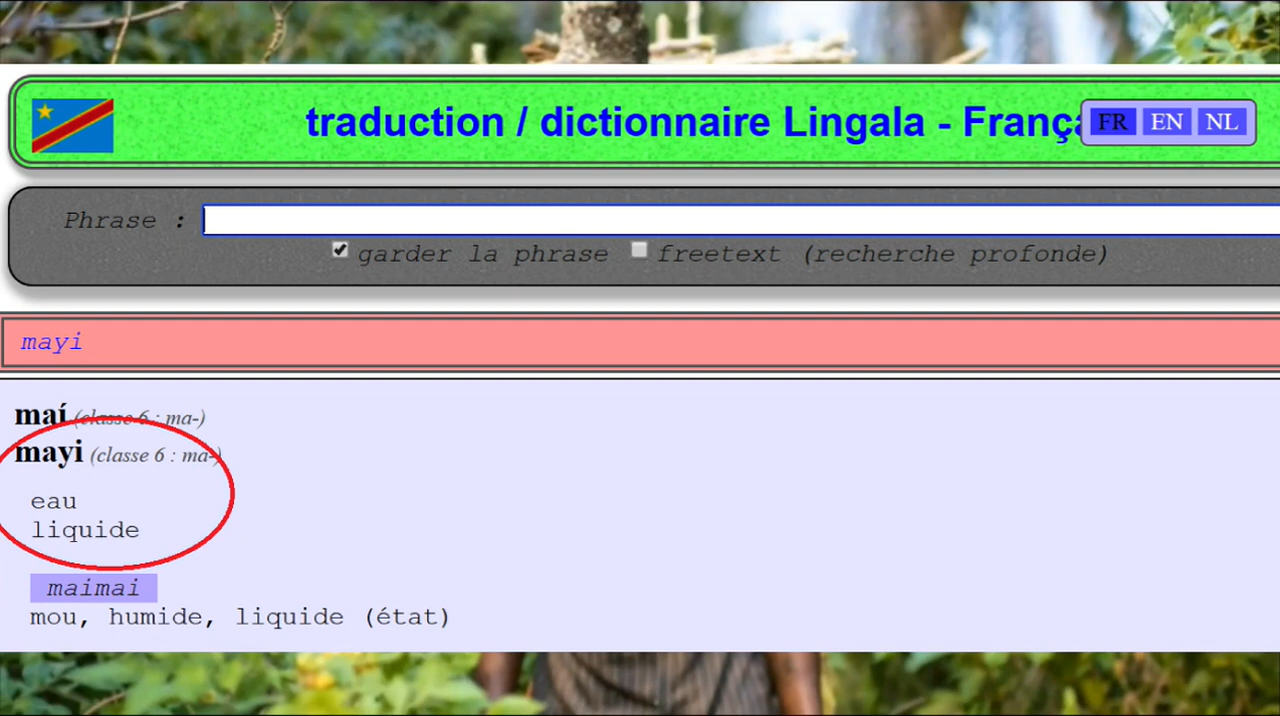 traduction / dictionnaire Lingala - França
FR EN NL
Phrase :
garder la phrase freetext (recherche profonde)
mayi
maí (classe 6 : ma-)
mayi (classe 6 : ma-)
eau
liquide
maimai
mou, humide, liquide (état)